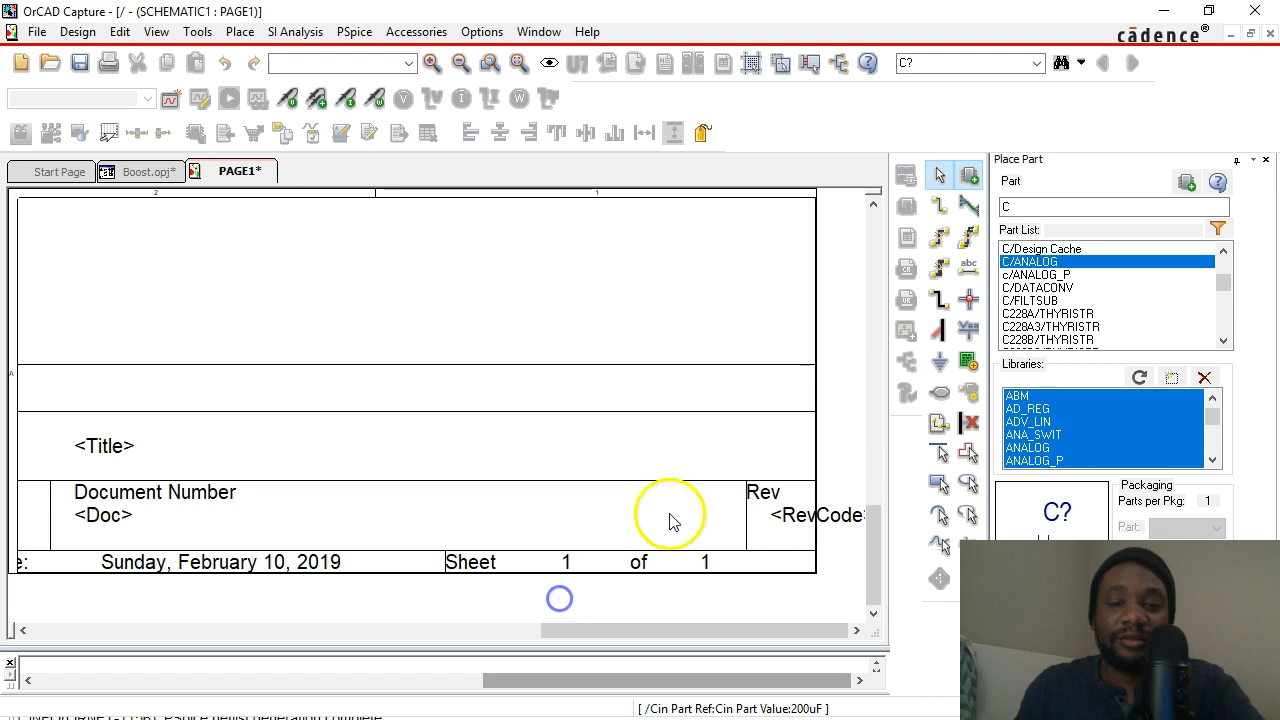 OrCAD Capture - [/ - (SCHEMATIC1 : PAGE1)]
File Design Edit View Tools Place SI Analysis PSpice Accessories Options Window Help
cādence®
C?
U?
V I W
Start Page Boost.opj* PAGE1*
Place Part
2 1
Part
C
Part List:
C/Design Cache
C/ANALOG
c/ANALOG_P
C/DATACONV
C/FILTSUB
C228A/THYRISTR
C228A3/THYRISTR
C228B/THYRISTR
abc
A
Libraries:
ABM
AD_REG
ADV_LIN
ANA_SWIT
ANALOG
ANALOG_P
<Title>
Document Number
<Doc>
Rev
<RevCode>
Packaging
Parts per Pkg: 1
Part:
C?
e: Sunday, February 10, 2019 Sheet 1 of 1
[ /Cin Part Ref:Cin Part Value:200uF ]